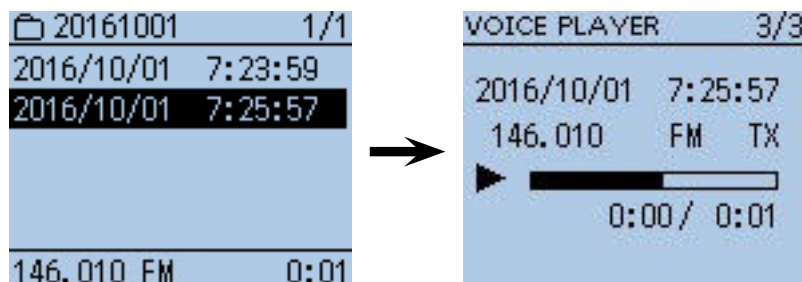 20161001 1/1
2016/10/01 7:23:59
2016/10/01 7:25:57
146.010 FM 0:01
VOICE PLAYER 3/3
2016/10/01 7:25:57
146.010 FM TX
0:00 / 0:01